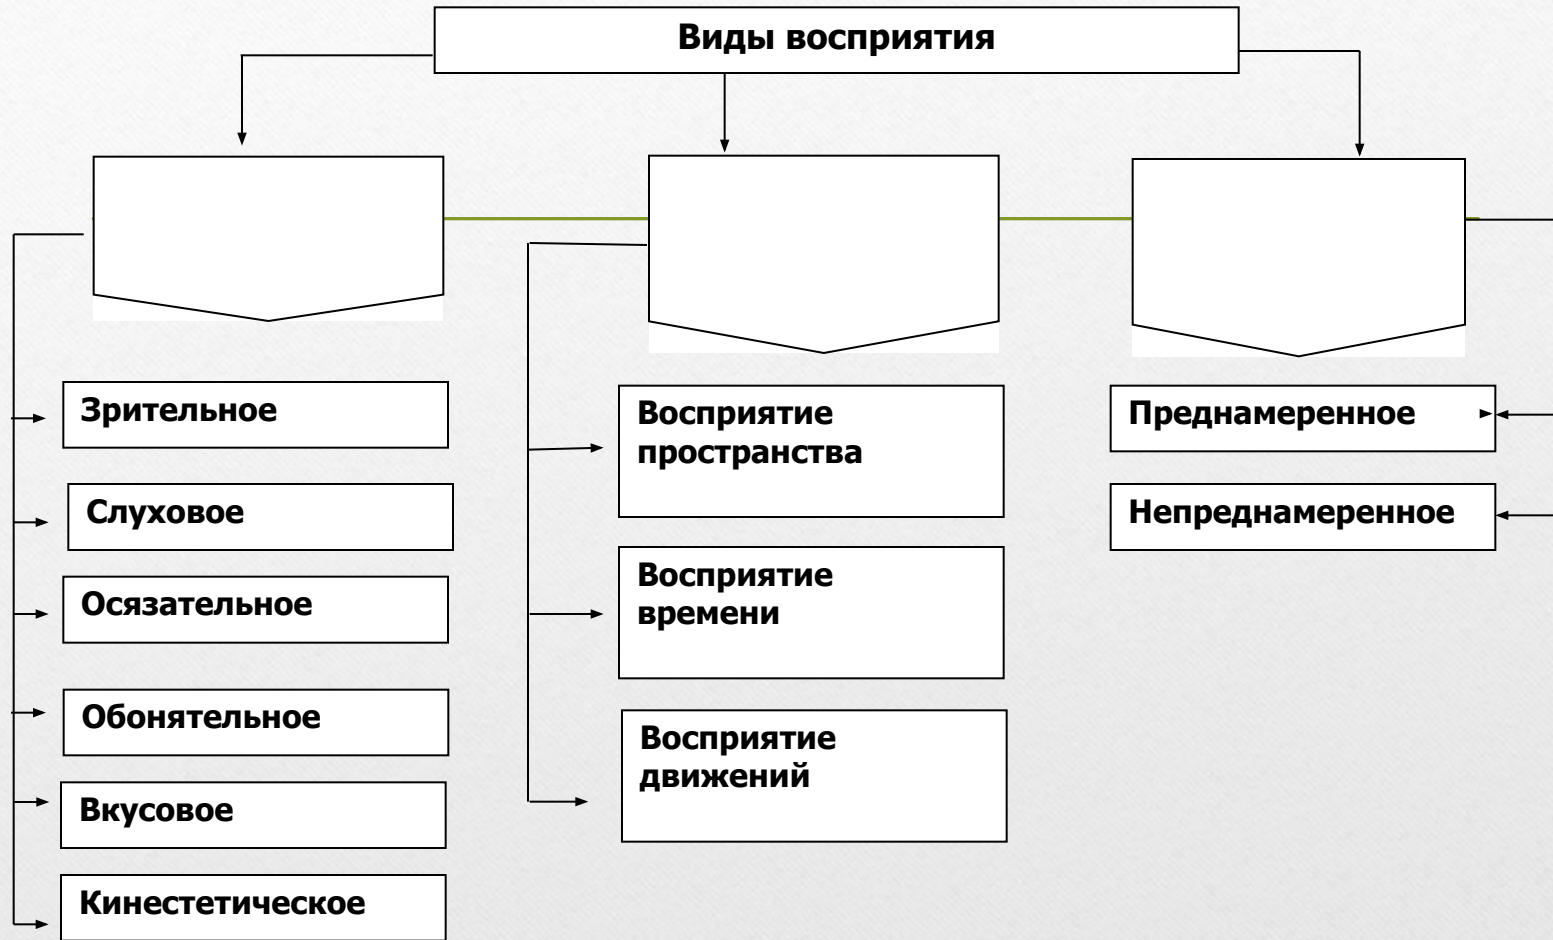 Виды восприятия
Зрительное
Слуховое
Осязательное
Обонятельное
Вкусовое
Кинестетическое
Восприятие
пространства
Восприятие
времени
Восприятие
движений
Преднамеренное
Непреднамеренное